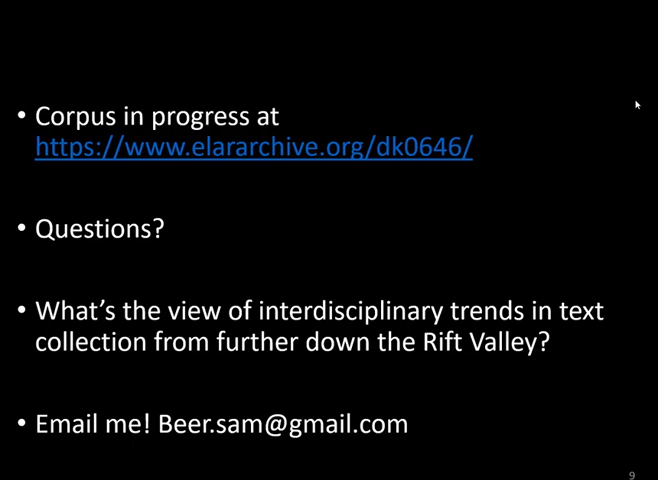 • Corpus in progress at
https://www.elararchive.org/dk0646/
• Questions?
• What's the view of interdisciplinary trends in text
collection from further down the Rift Valley?
• Email me! Beer.sam@gmail.com
9